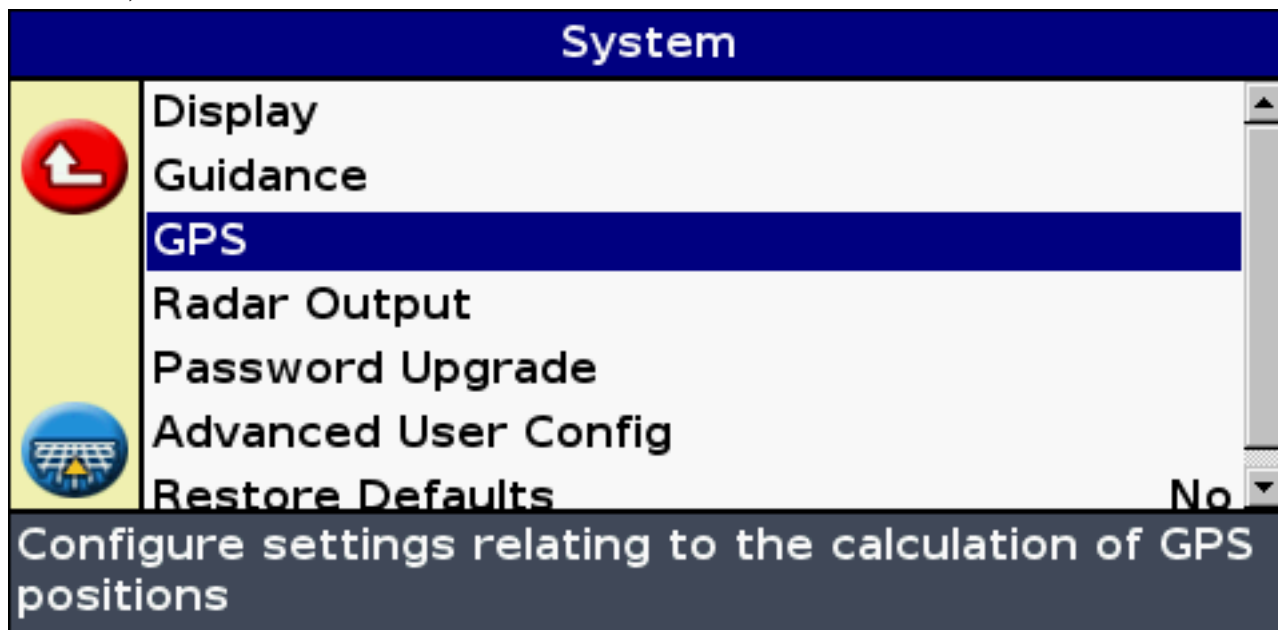 System
Display
Guidance
GPS
Radar Output
Password Upgrade
Advanced User Config
Restore Defaults No
Configure settings relating to the calculation of GPS
positions